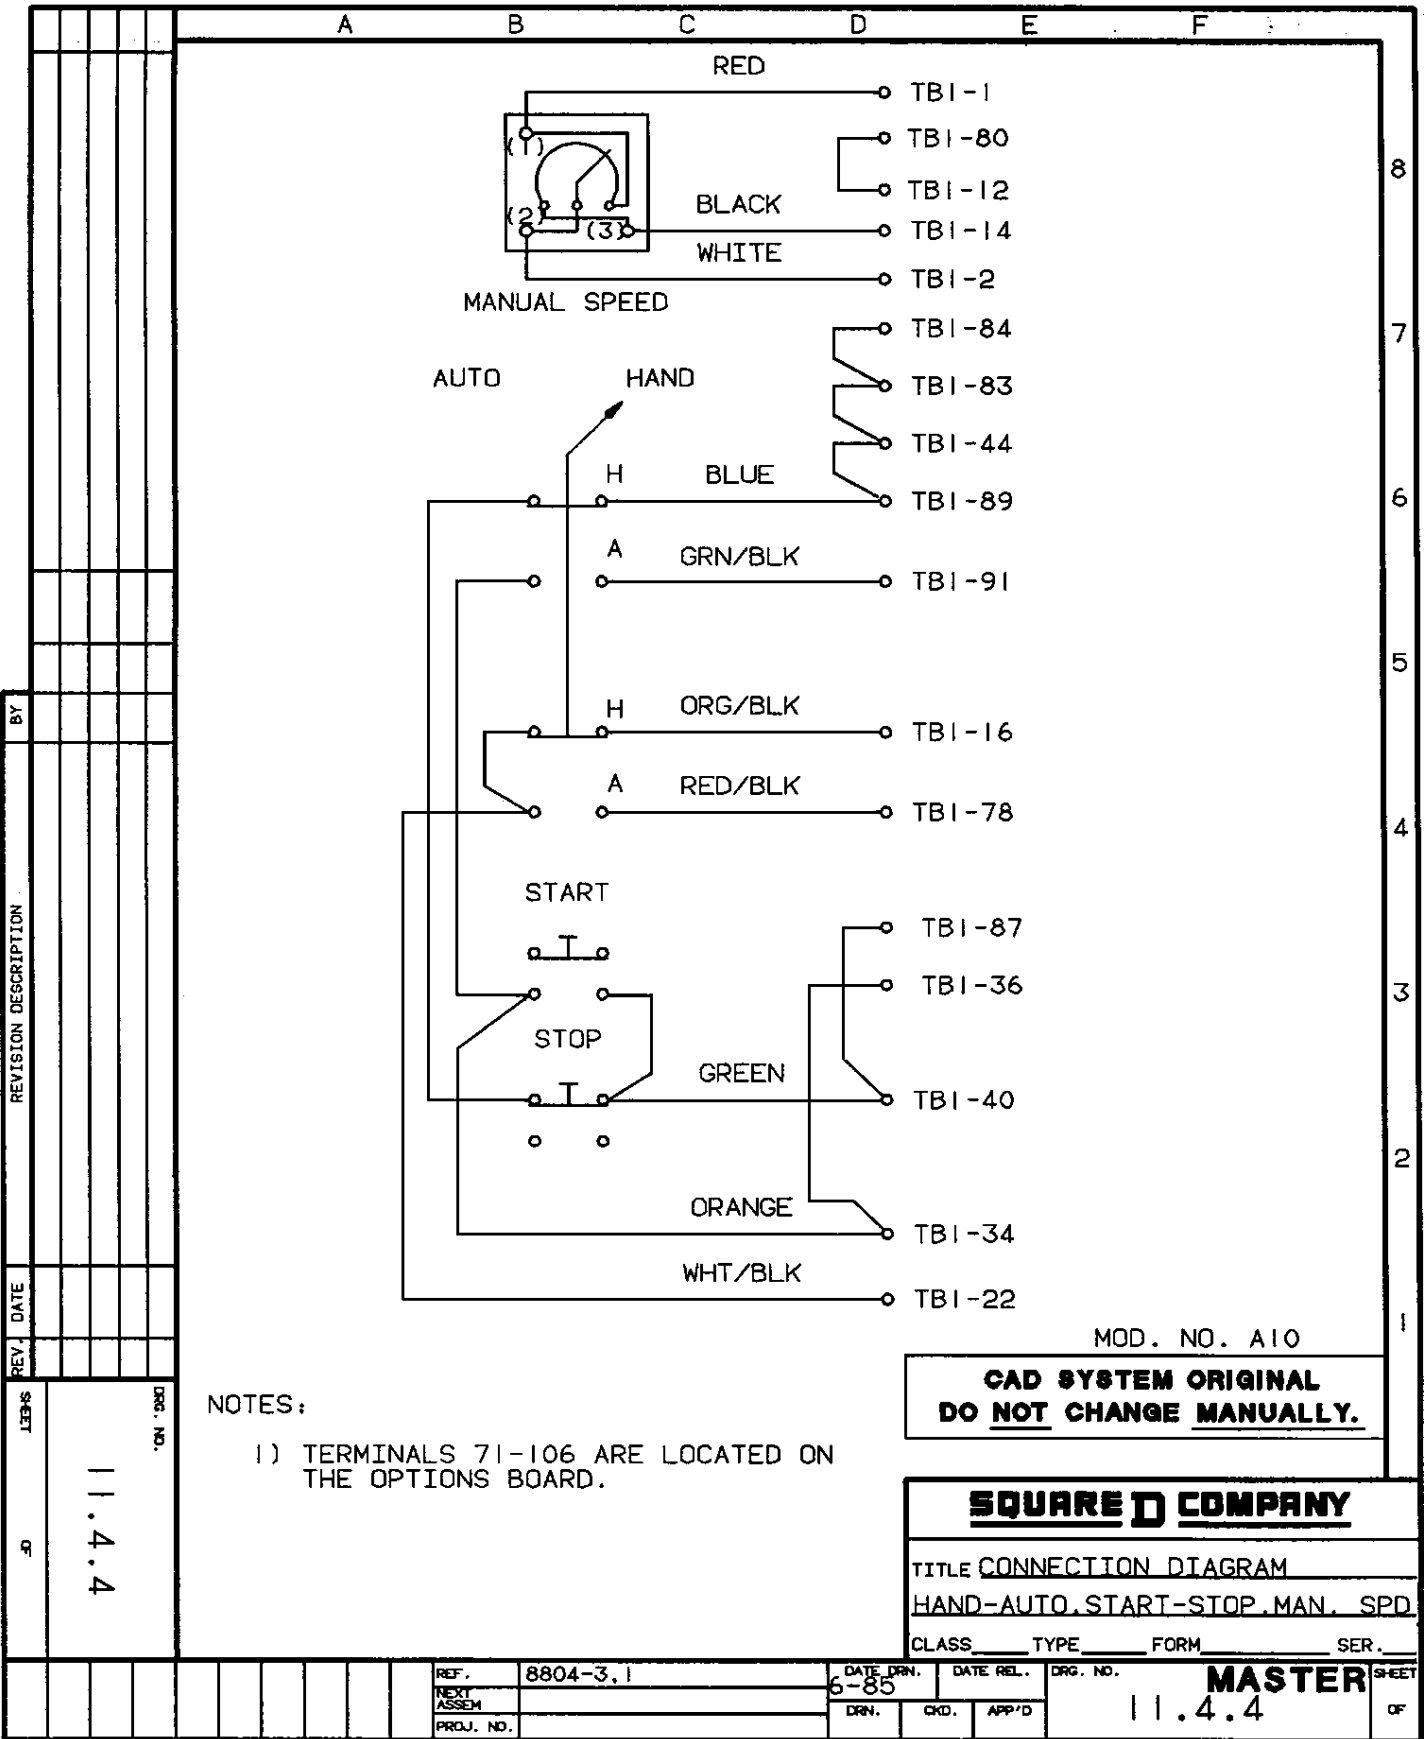 A B C D E F
RED
TB1-1
(1)
TB1-80
8
TB1-12
BLACK
(2)
(3)
TB1-14
WHITE
TB1-2
MANUAL SPEED
TB1-84
7
AUTO HAND
TB1-83
TB1-44
H BLUE
TB1-89
6
A GRN/BLK
TB1-91
5
H ORG/BLK
TB1-16
A RED/BLK
TB1-78
4
START
TB1-87
TB1-36
3
STOP
GREEN
TB1-40
2
ORANGE
TB1-34
WHT/BLK
TB1-22
1
MOD. NO. A10
CAD SYSTEM ORIGINAL
DO NOT CHANGE MANUALLY.
NOTES:
1) TERMINALS 71-106 ARE LOCATED ON
THE OPTIONS BOARD.
SQUARE D COMPANY
TITLE CONNECTION DIAGRAM
HAND-AUTO,START-STOP,MAN. SPD
CLASS TYPE FORM SER.
REF. 8804-3.1
NEXT ASSEM
PROJ. NO.
DATE DRN. 6-85
DATE REL.
DRN. CKD. APP'D
DRG. NO. 11.4.4
MASTER
SHEET OF
BY
REVISION DESCRIPTION
DATE
REV.
SHEET OF
DRG. NO.
11.4.4